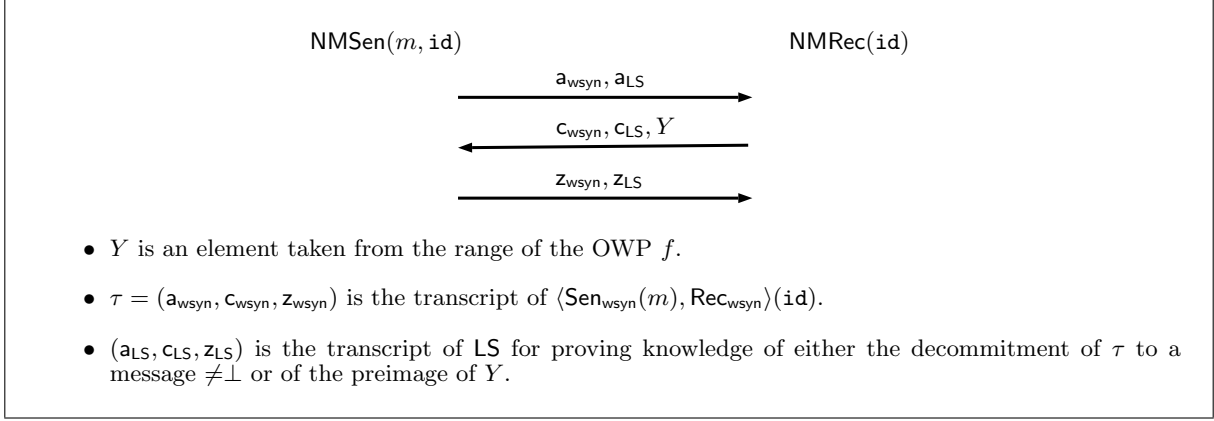 NMSen(m, id) NMRec(id)
a_wsyn, a_LS
c_wsyn, c_LS, Y
z_wsyn, z_LS
• Y is an element taken from the range of the OWP f.
• τ = (a_wsyn, c_wsyn, z_wsyn) is the transcript of ⟨Sen_wsyn(m), Rec_wsyn⟩(id).
• (a_LS, c_LS, z_LS) is the transcript of LS for proving knowledge of either the decommitment of τ to a
message ≠⊥ or of the preimage of Y.